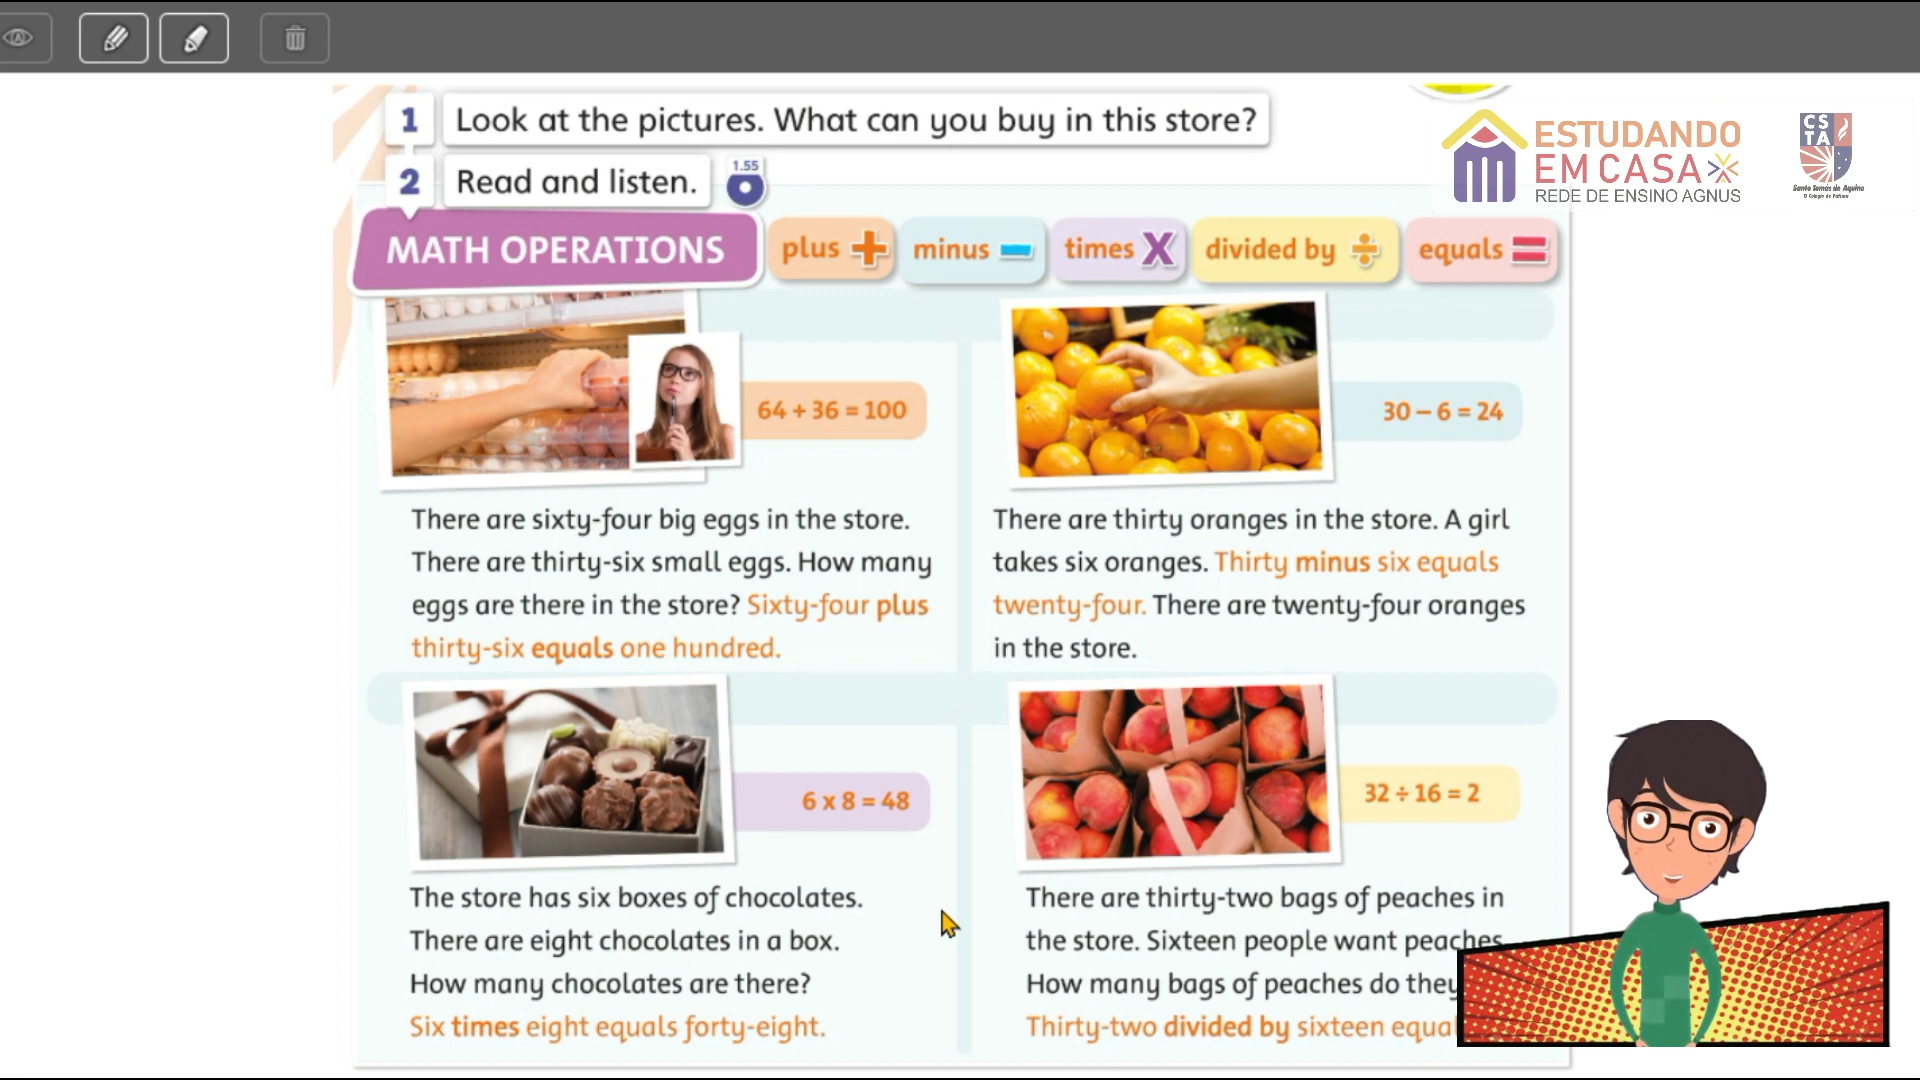 1 Look at the pictures. What can you buy in this store?
2 Read and listen. 1.55
ESTUDANDO
EM CASA
REDE DE ENSINO AGNUS
CS
TA
Santo Tomás de Aquino
MATH OPERATIONS
plus +
minus −
times X
divided by ÷
equals =
64 + 36 = 100
There are sixty-four big eggs in the store.
There are thirty-six small eggs. How many
eggs are there in the store? Sixty-four plus
thirty-six equals one hundred.
30 – 6 = 24
There are thirty oranges in the store. A girl
takes six oranges. Thirty minus six equals
twenty-four. There are twenty-four oranges
in the store.
6 x 8 = 48
The store has six boxes of chocolates.
There are eight chocolates in a box.
How many chocolates are there?
Six times eight equals forty-eight.
32 ÷ 16 = 2
There are thirty-two bags of peaches in
the store. Sixteen people want peaches
How many bags of peaches do they
Thirty-two divided by sixteen